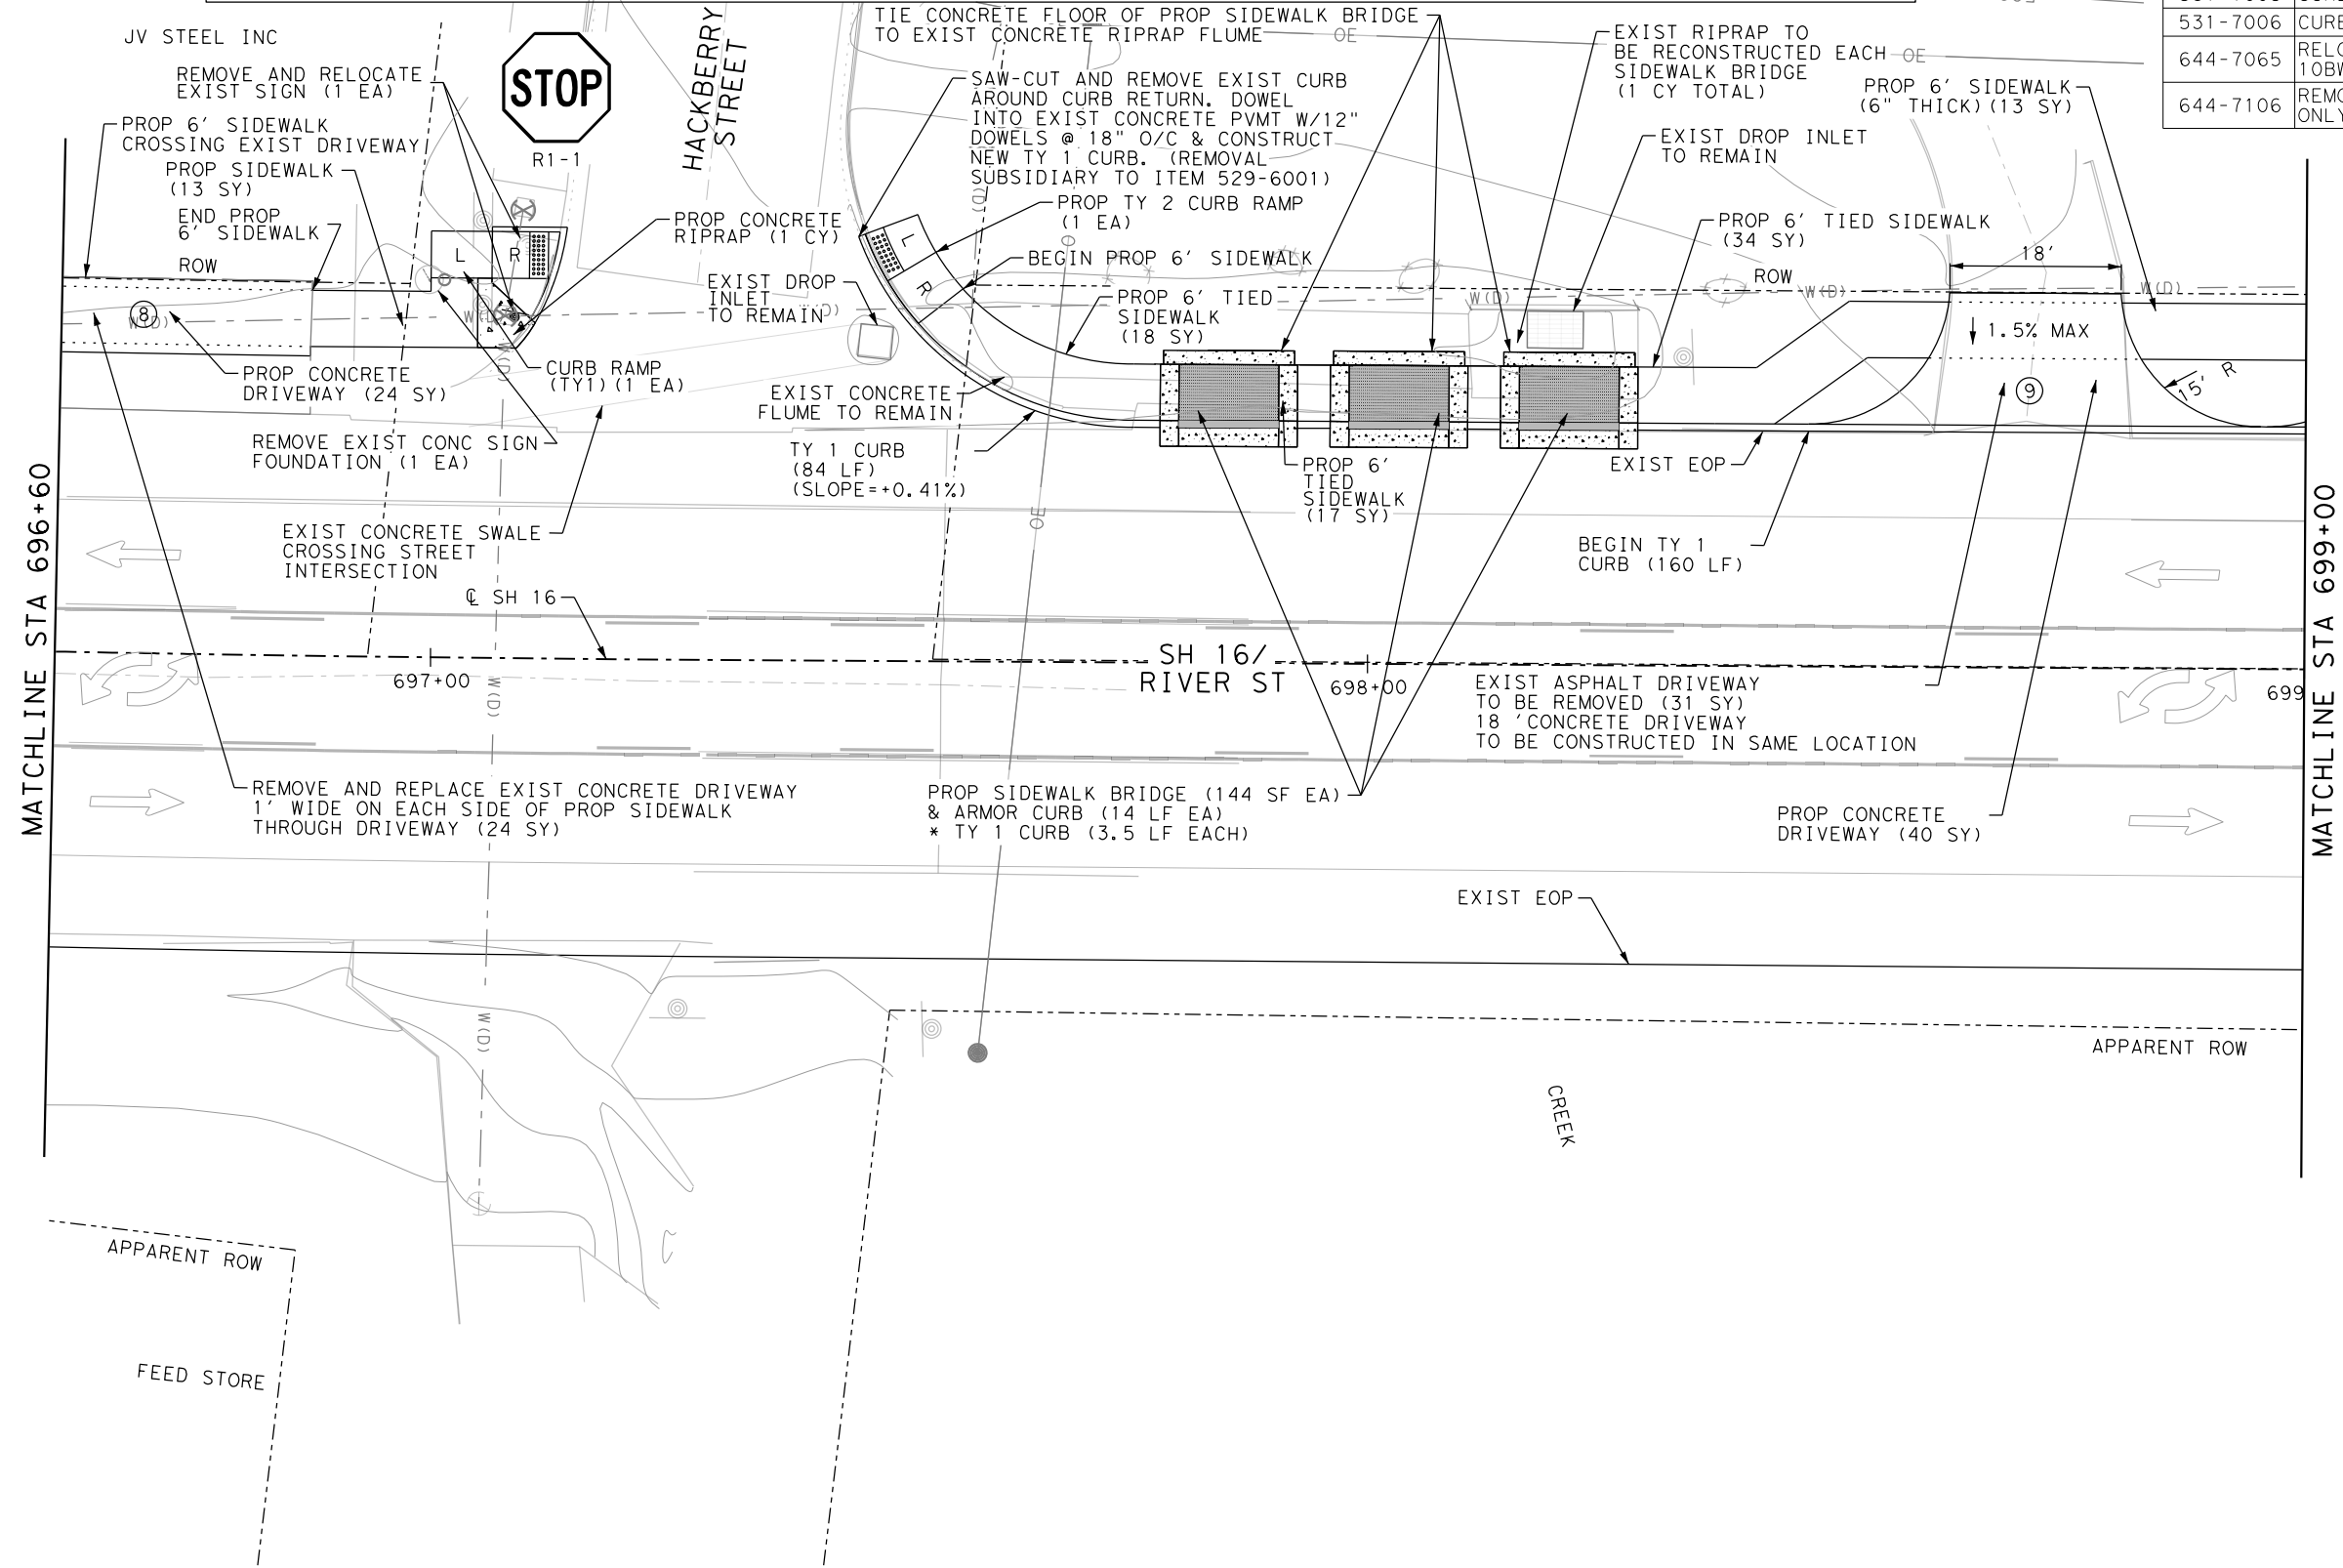 JV STEEL INC
REMOVE AND RELOCATE
EXIST SIGN (1 EA)
PROP 6' SIDEWALK
CROSSING EXIST DRIVEWAY
PROP SIDEWALK
(13 SY)
END PROP
6' SIDEWALK
ROW
STOP
R1-1
HACKBERRY
STREET
TIE CONCRETE FLOOR OF PROP SIDEWALK BRIDGE
TO EXIST CONCRETE RIPRAP FLUME
OE
SAW-CUT AND REMOVE EXIST CURB
AROUND CURB RETURN. DOWEL
INTO EXIST CONCRETE PVMT W/12"
DOWELS @ 18" O/C & CONSTRUCT
NEW TY 1 CURB. (REMOVAL
SUBSIDIARY TO ITEM 529-6001)
PROP TY 2 CURB RAMP
(1 EA)
BEGIN PROP 6' SIDEWALK
EXIST RIPRAP TO
BE RECONSTRUCTED EACH
SIDEWALK BRIDGE
(1 CY TOTAL)
OE
PROP 6' SIDEWALK
(6" THICK)(13 SY)
531-7006 CURB
644-7065 RELO
10BW
644-7106 REMO
ONLY
EXIST DROP INLET
TO REMAIN
PROP 6' TIED SIDEWALK
(34 SY)
18'
ROW
W(D)
W(D)
W(D)
1.5% MAX
15' R
9
PROP CONCRETE
RIPRAP (1 CY)
EXIST DROP
INLET
TO REMAIN
L
R
L
R
PROP 6' TIED
SIDEWALK
(18 SY)
8
W(D)
W(D)
W(D)
(D)
PROP CONCRETE
DRIVEWAY (24 SY)
CURB RAMP
(TY1)(1 EA)
EXIST CONCRETE
FLUME TO REMAIN
REMOVE EXIST CONC SIGN
FOUNDATION (1 EA)
TY 1 CURB
(84 LF)
(SLOPE=+0.41%)
OE
PROP 6'
TIED
SIDEWALK
(17 SY)
EXIST EOP
BEGIN TY 1
CURB (160 LF)
EXIST CONCRETE SWALE
CROSSING STREET
INTERSECTION
℄ SH 16
MATCHLINE STA 696+60
MATCHLINE STA 699+00
697+00
W(D)
SH 16/
RIVER ST
698+00
699
EXIST ASPHALT DRIVEWAY
TO BE REMOVED (31 SY)
18 'CONCRETE DRIVEWAY
TO BE CONSTRUCTED IN SAME LOCATION
REMOVE AND REPLACE EXIST CONCRETE DRIVEWAY
1' WIDE ON EACH SIDE OF PROP SIDEWALK
THROUGH DRIVEWAY (24 SY)
PROP SIDEWALK BRIDGE (144 SF EA)
& ARMOR CURB (14 LF EA)
* TY 1 CURB (3.5 LF EACH)
PROP CONCRETE
DRIVEWAY (40 SY)
EXIST EOP
W(D)
APPARENT ROW
CREEK
APPARENT ROW
FEED STORE